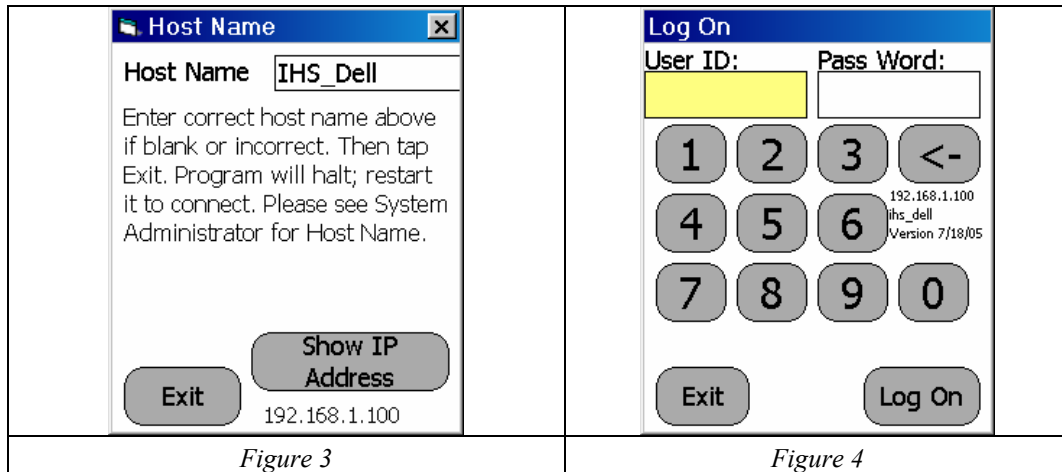 Host Name
Host Name IHS_Dell
Enter correct host name above
if blank or incorrect. Then tap
Exit. Program will halt; restart
it to connect. Please see System
Administrator for Host Name.
Show IP
Address
Exit
192.168.1.100
Figure 3
Log On
User ID: Pass Word:
1 2 3 <-
192.168.1.100
ihs_dell
Version 7/18/05
4 5 6
7 8 9 0
Exit Log On
Figure 4